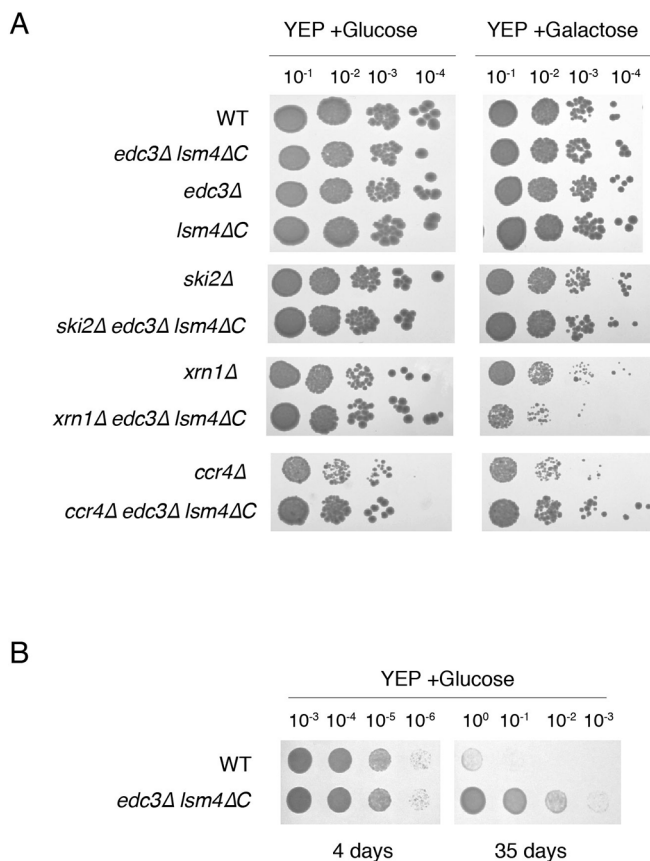 A
YEP +Glucose YEP +Galactose
10-1 10-2 10-3 10-4 10-1 10-2 10-3 10-4
WT
edc3Δ lsm4ΔC
edc3Δ
lsm4ΔC
ski2Δ
ski2Δ edc3Δ lsm4ΔC
xrn1Δ
xrn1Δ edc3Δ lsm4ΔC
ccr4Δ
ccr4Δ edc3Δ lsm4ΔC
B
YEP +Glucose
10-3 10-4 10-5 10-6 100 10-1 10-2 10-3
WT
edc3Δ lsm4ΔC
4 days 35 days